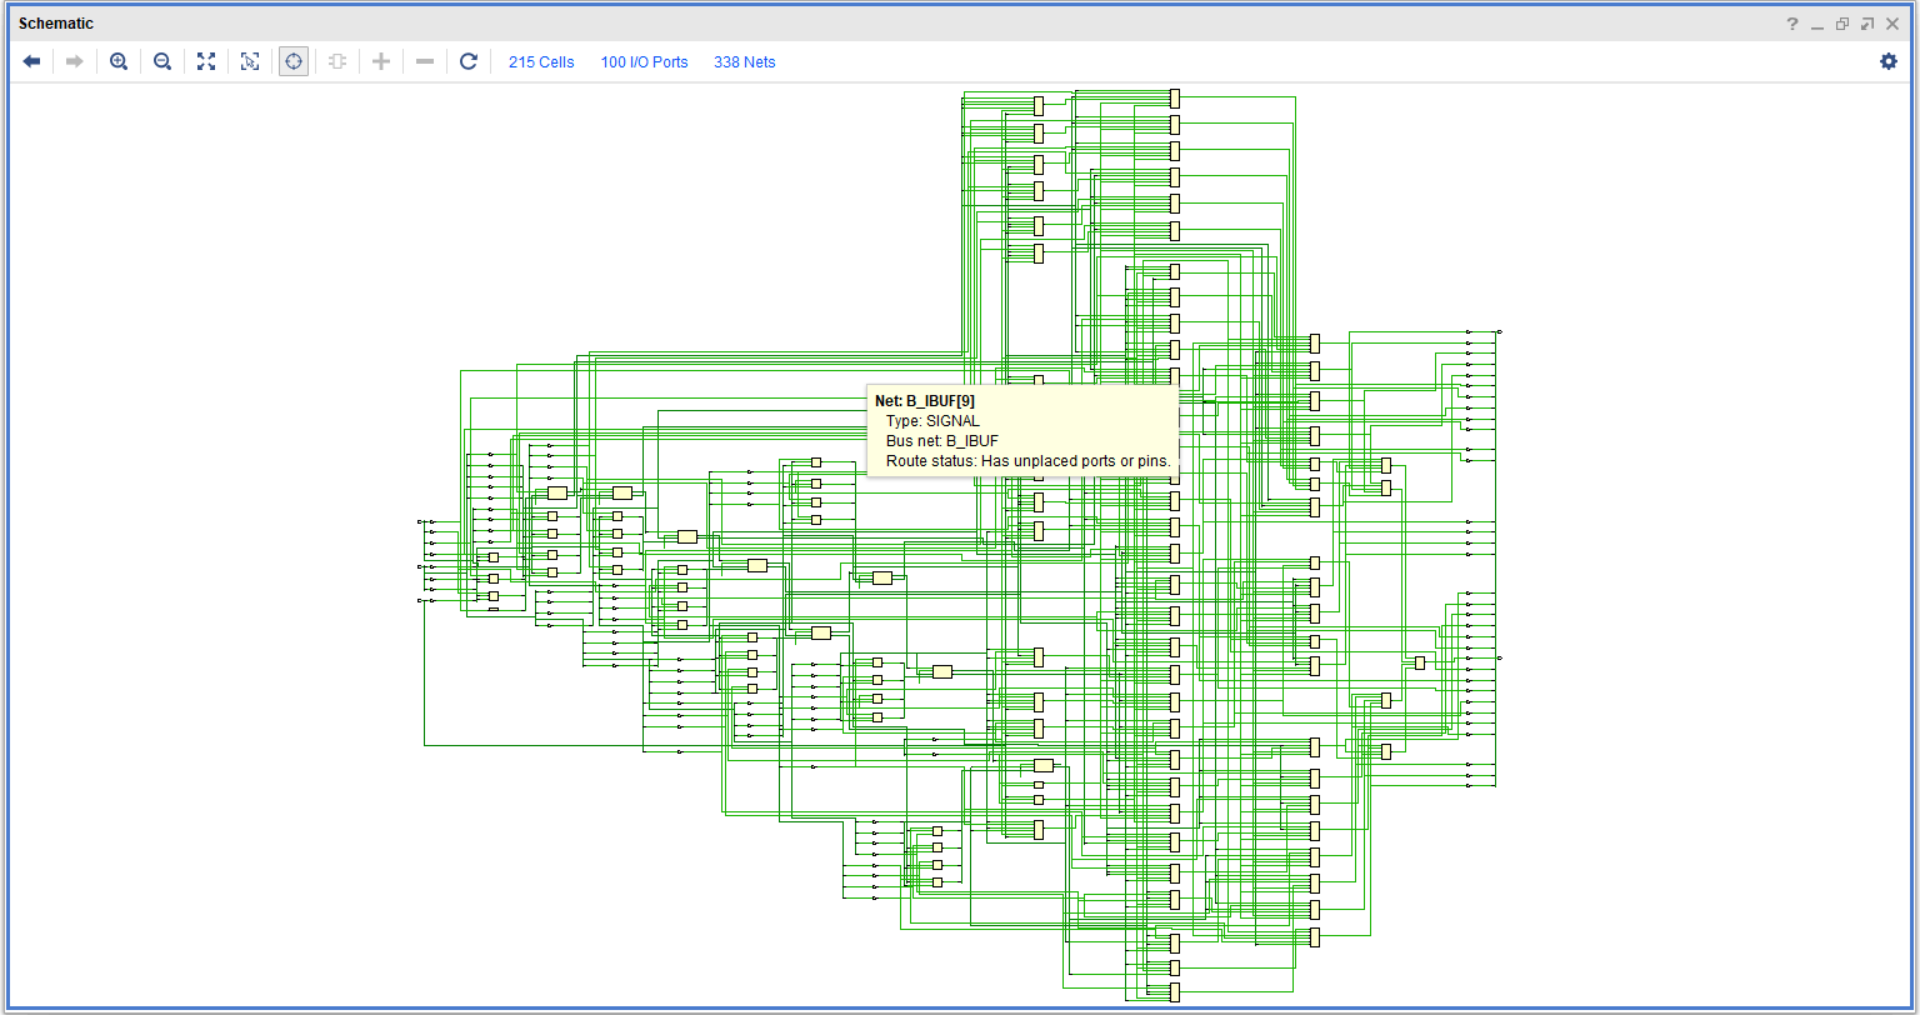 Schematic
215 Cells 100 I/O Ports 338 Nets
Net: B_IBUF[9]
Type: SIGNAL
Bus net: B_IBUF
Route status: Has unplaced ports or pins.